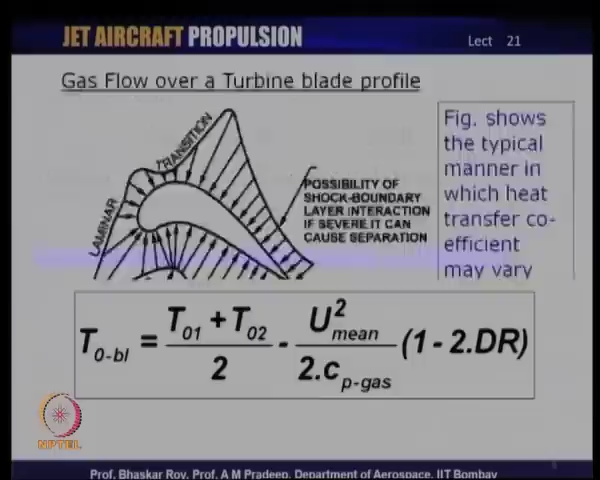 JET AIRCRAFT PROPULSION
Lect 21
Gas Flow over a Turbine blade profile
LAMINAR
TRANSITION
POSSIBILITY OF
SHOCK-BOUNDARY
LAYER INTERACTION
IF SEVERE IT CAN
CAUSE SEPARATION
Fig. shows
the typical
manner in
which heat
transfer co-
efficient
may vary
T0-bl = (T01 + T02)/2 - U²mean/(2.cp-gas) (1 - 2.DR)
NPTEL
Prof. Bhaskar Roy, Prof. A M Pradeep, Department of Aerospace, IIT Bombay